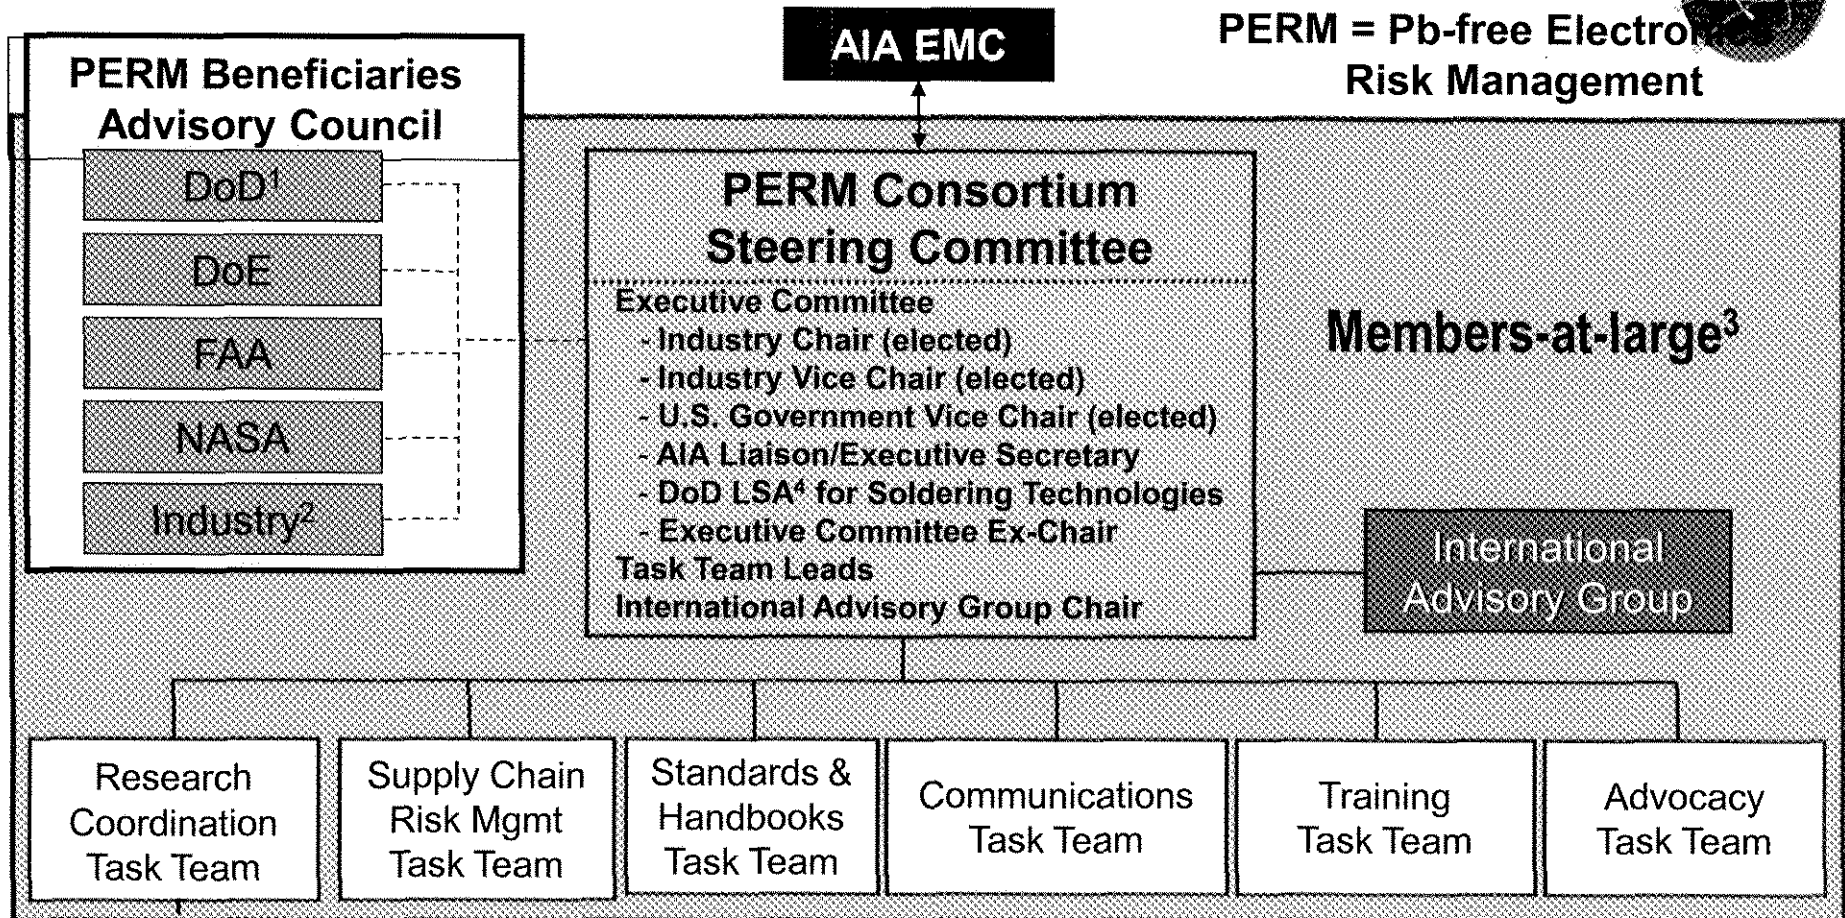 AIA EMC
PERM = Pb-free Electronics
Risk Management
PERM Beneficiaries
Advisory Council
DoD¹
DoE
FAA
NASA
Industry²
PERM Consortium
Steering Committee
Executive Committee
- Industry Chair (elected)
- Industry Vice Chair (elected)
- U.S. Government Vice Chair (elected)
- AIA Liaison/Executive Secretary
- DoD LSA⁴ for Soldering Technologies
- Executive Committee Ex-Chair
Task Team Leads
International Advisory Group Chair
Members-at-large³
International
Advisory Group
Research
Coordination
Task Team
Supply Chain
Risk Mgmt
Task Team
Standards &
Handbooks
Task Team
Communications
Task Team
Training
Task Team
Advocacy
Task Team